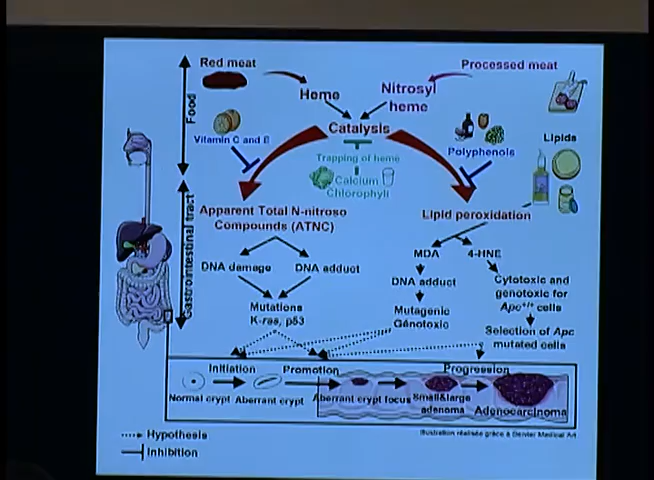 Red meat
Processed meat
Heme
Nitrosyl
heme
Food
Catalysis
Vitamin C and E
Lipids
Polyphenols
Trapping of heme
Calcium
Chlorophyll
Gastrointestinal tract
Apparent Total N-nitroso
Compounds (ATNC)
Lipid peroxidation
MDA
4-HNE
DNA damage
DNA adduct
DNA adduct
Cytotoxic and
genotoxic for
Apc+/+ cells
Mutations
K-ras, p53
Mutagenic
Génotoxic
Selection of Apc
mutated cells
Initiation
Promotion
Progression
Normal crypt
Aberrant crypt
Aberrant crypt focus
Small&large
adenoma
Adenocarcinoma
Hypothesis
Inhibition
Illustration réalisée grâce à Servier Medical Art